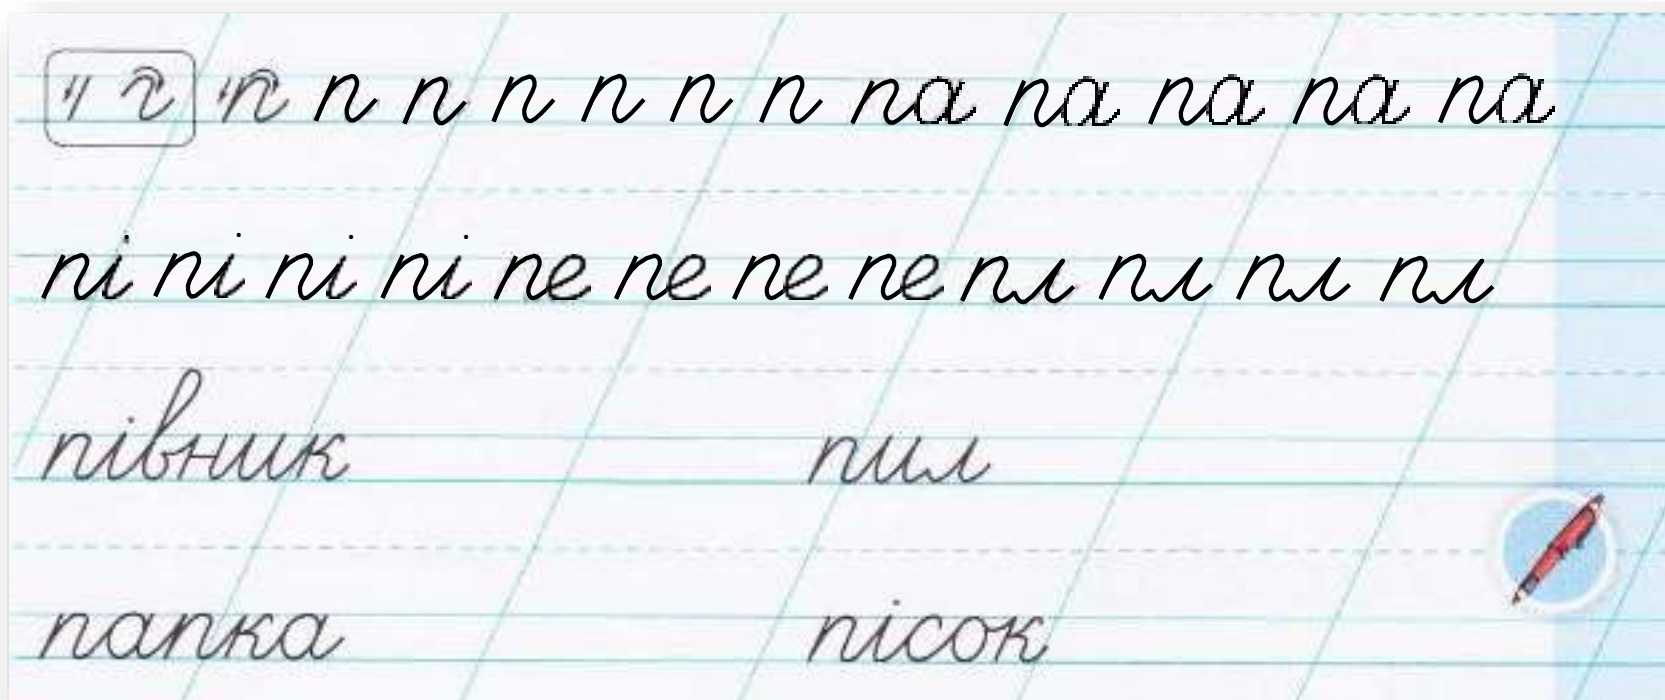 п п п п п п п па па па па па
пі пі пі пі пе пе пе пе пл пл пл пл
півник пил
папка пісок